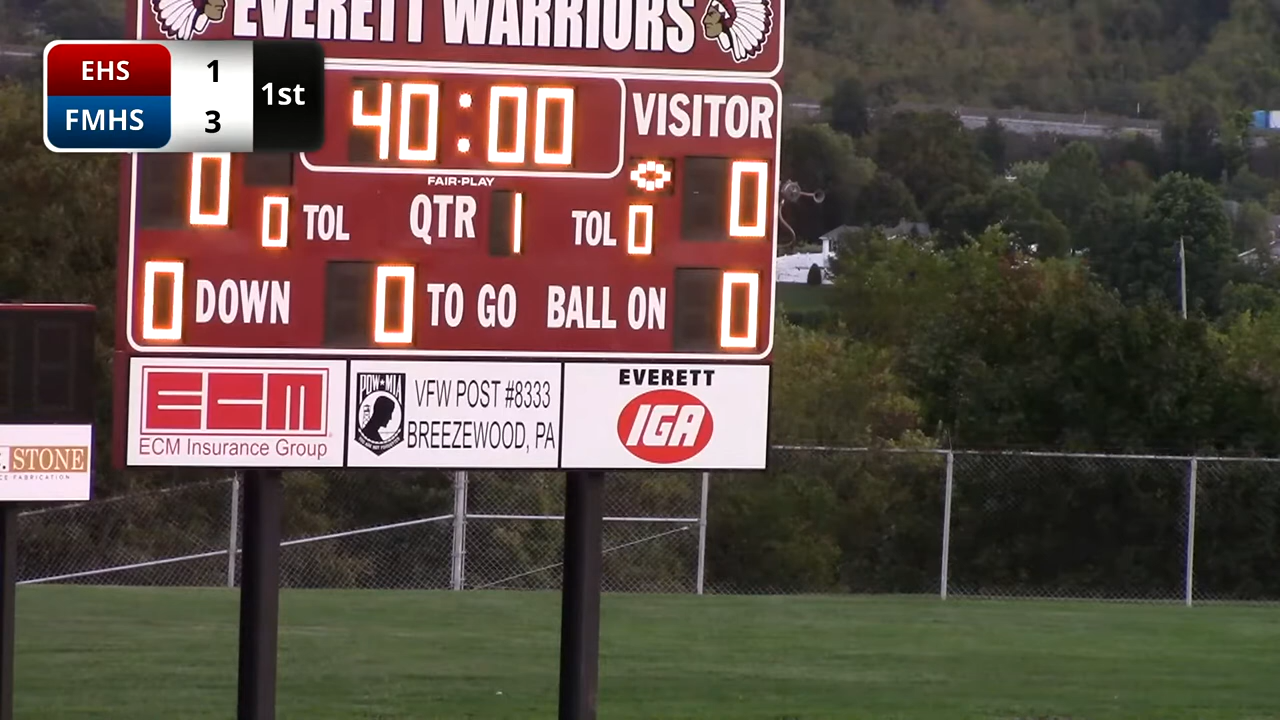 EVERETT WARRIORS
EHS 1
FMHS 3
1st
40:00
VISITOR
FAIR-PLAY
0
0 TOL
QTR 1
TOL 0
0
0 DOWN
0 TO GO
BALL ON 0
ECM
ECM Insurance Group
POW★MIA
VFW POST #8333
BREEZEWOOD, PA
EVERETT
IGA
STONE
FABRICATION